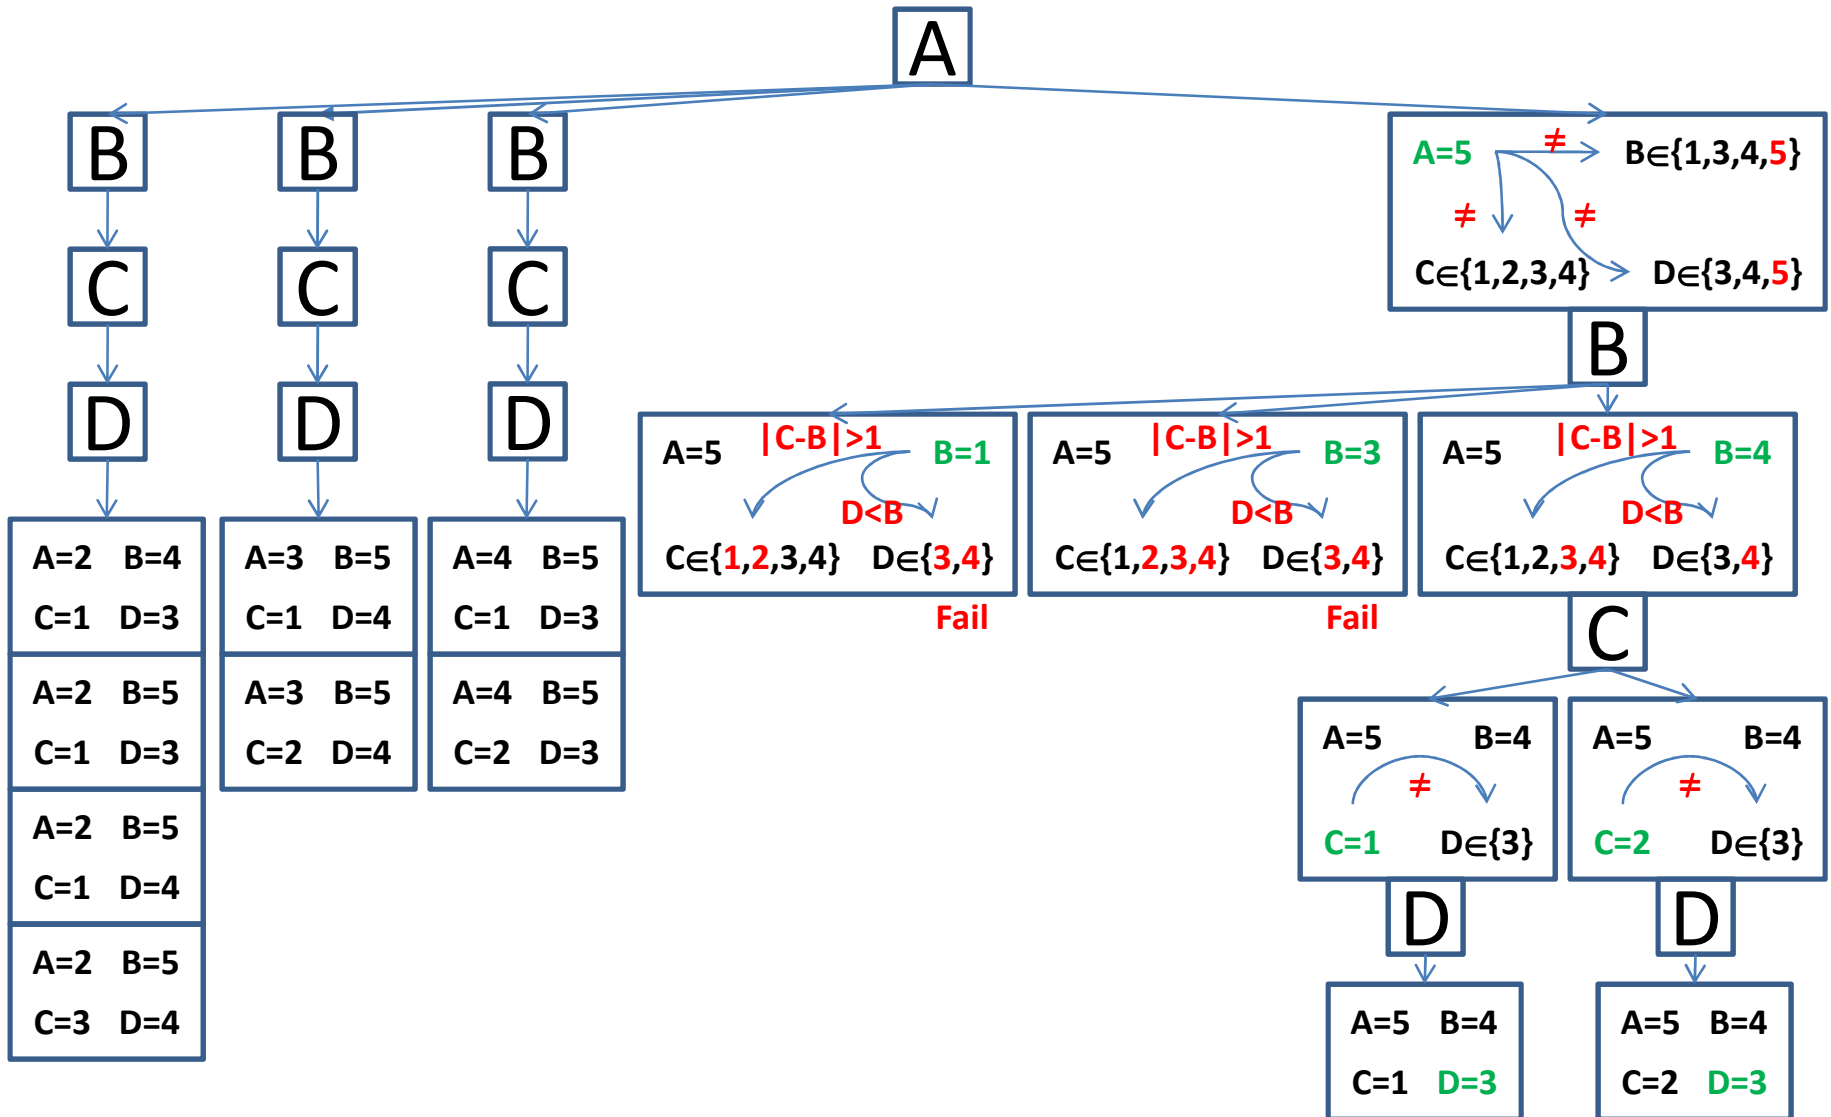 A
B
B
B
A=5 ≠ B∈{1,3,4,5}
≠ ≠
C∈{1,2,3,4} D∈{3,4,5}
C
C
C
B
D
D
D
A=5 |C-B|>1 B=1
D<B
C∈{1,2,3,4} D∈{3,4}
Fail
A=5 |C-B|>1 B=3
D<B
C∈{1,2,3,4} D∈{3,4}
Fail
A=5 |C-B|>1 B=4
D<B
C∈{1,2,3,4} D∈{3,4}
C
A=2 B=4
C=1 D=3
A=2 B=5
C=1 D=3
A=2 B=5
C=1 D=4
A=2 B=5
C=3 D=4
A=3 B=5
C=1 D=4
A=3 B=5
C=2 D=4
A=4 B=5
C=1 D=3
A=4 B=5
C=2 D=3
A=5 B=4
≠
C=1 D∈{3}
D
A=5 B=4
C=1 D=3
A=5 B=4
≠
C=2 D∈{3}
D
A=5 B=4
C=2 D=3